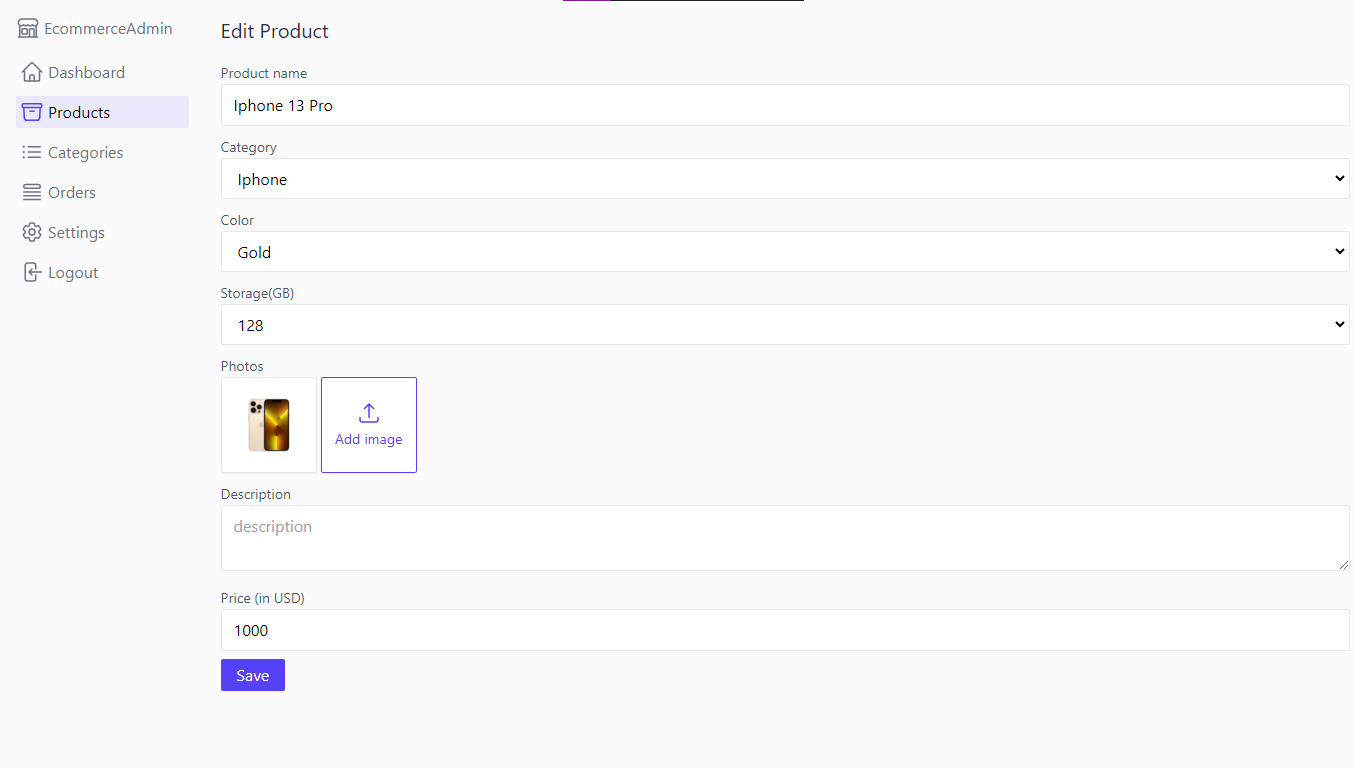 EcommerceAdmin
Dashboard
Products
Categories
Orders
Settings
Logout
Edit Product
Product name
Iphone 13 Pro
Category
Iphone
Color
Gold
Storage(GB)
128
Photos
Add image
Description
description
Price (in USD)
1000
Save